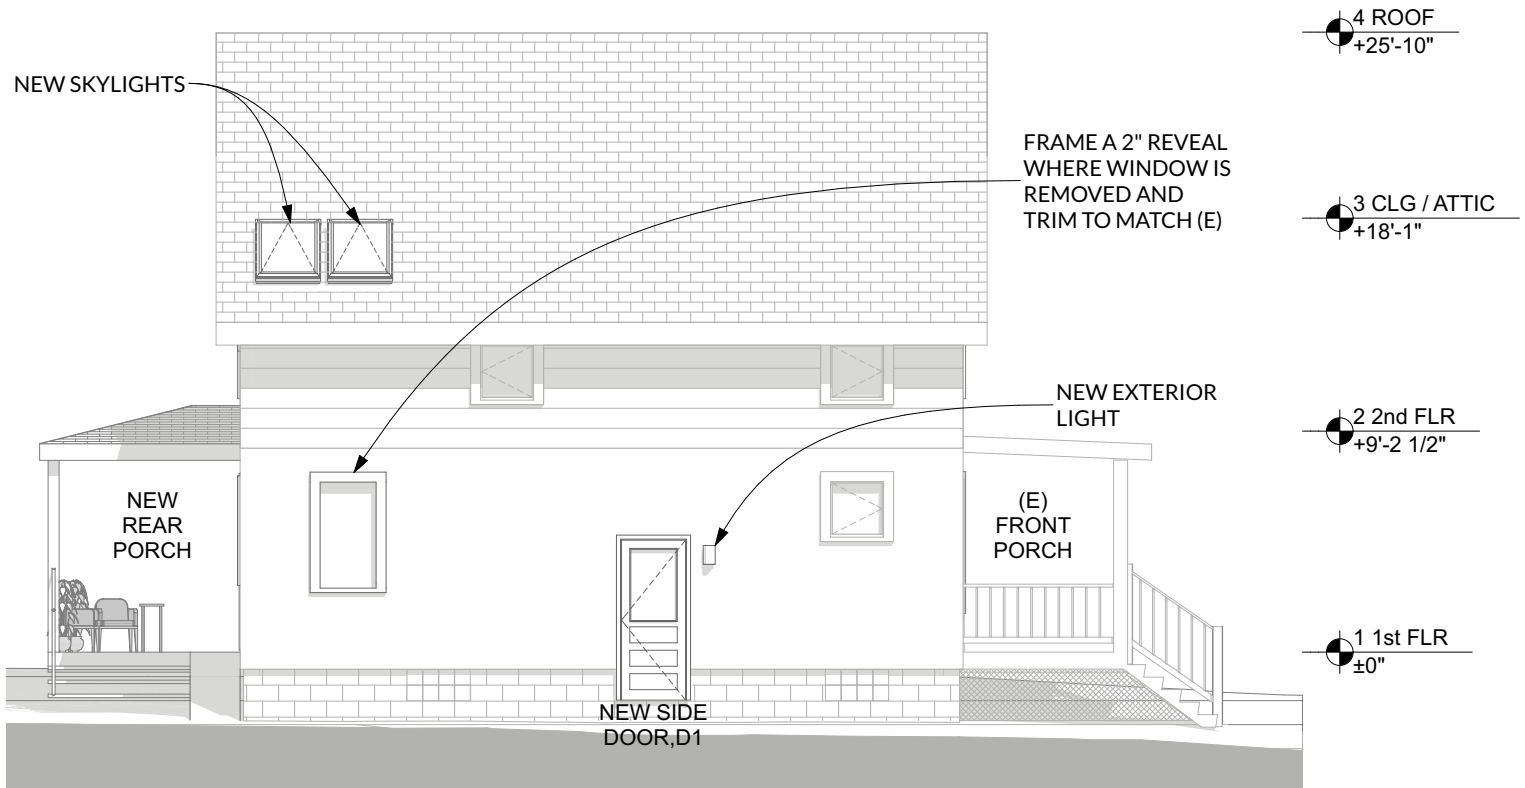 4 ROOF
+25'-10"
NEW SKYLIGHTS
FRAME A 2" REVEAL
WHERE WINDOW IS
REMOVED AND
TRIM TO MATCH (E)
3 CLG / ATTIC
+18'-1"
NEW EXTERIOR
LIGHT
2 2nd FLR
+9'-2 1/2"
NEW
REAR
PORCH
(E)
FRONT
PORCH
1 1st FLR
±0"
NEW SIDE
DOOR,D1